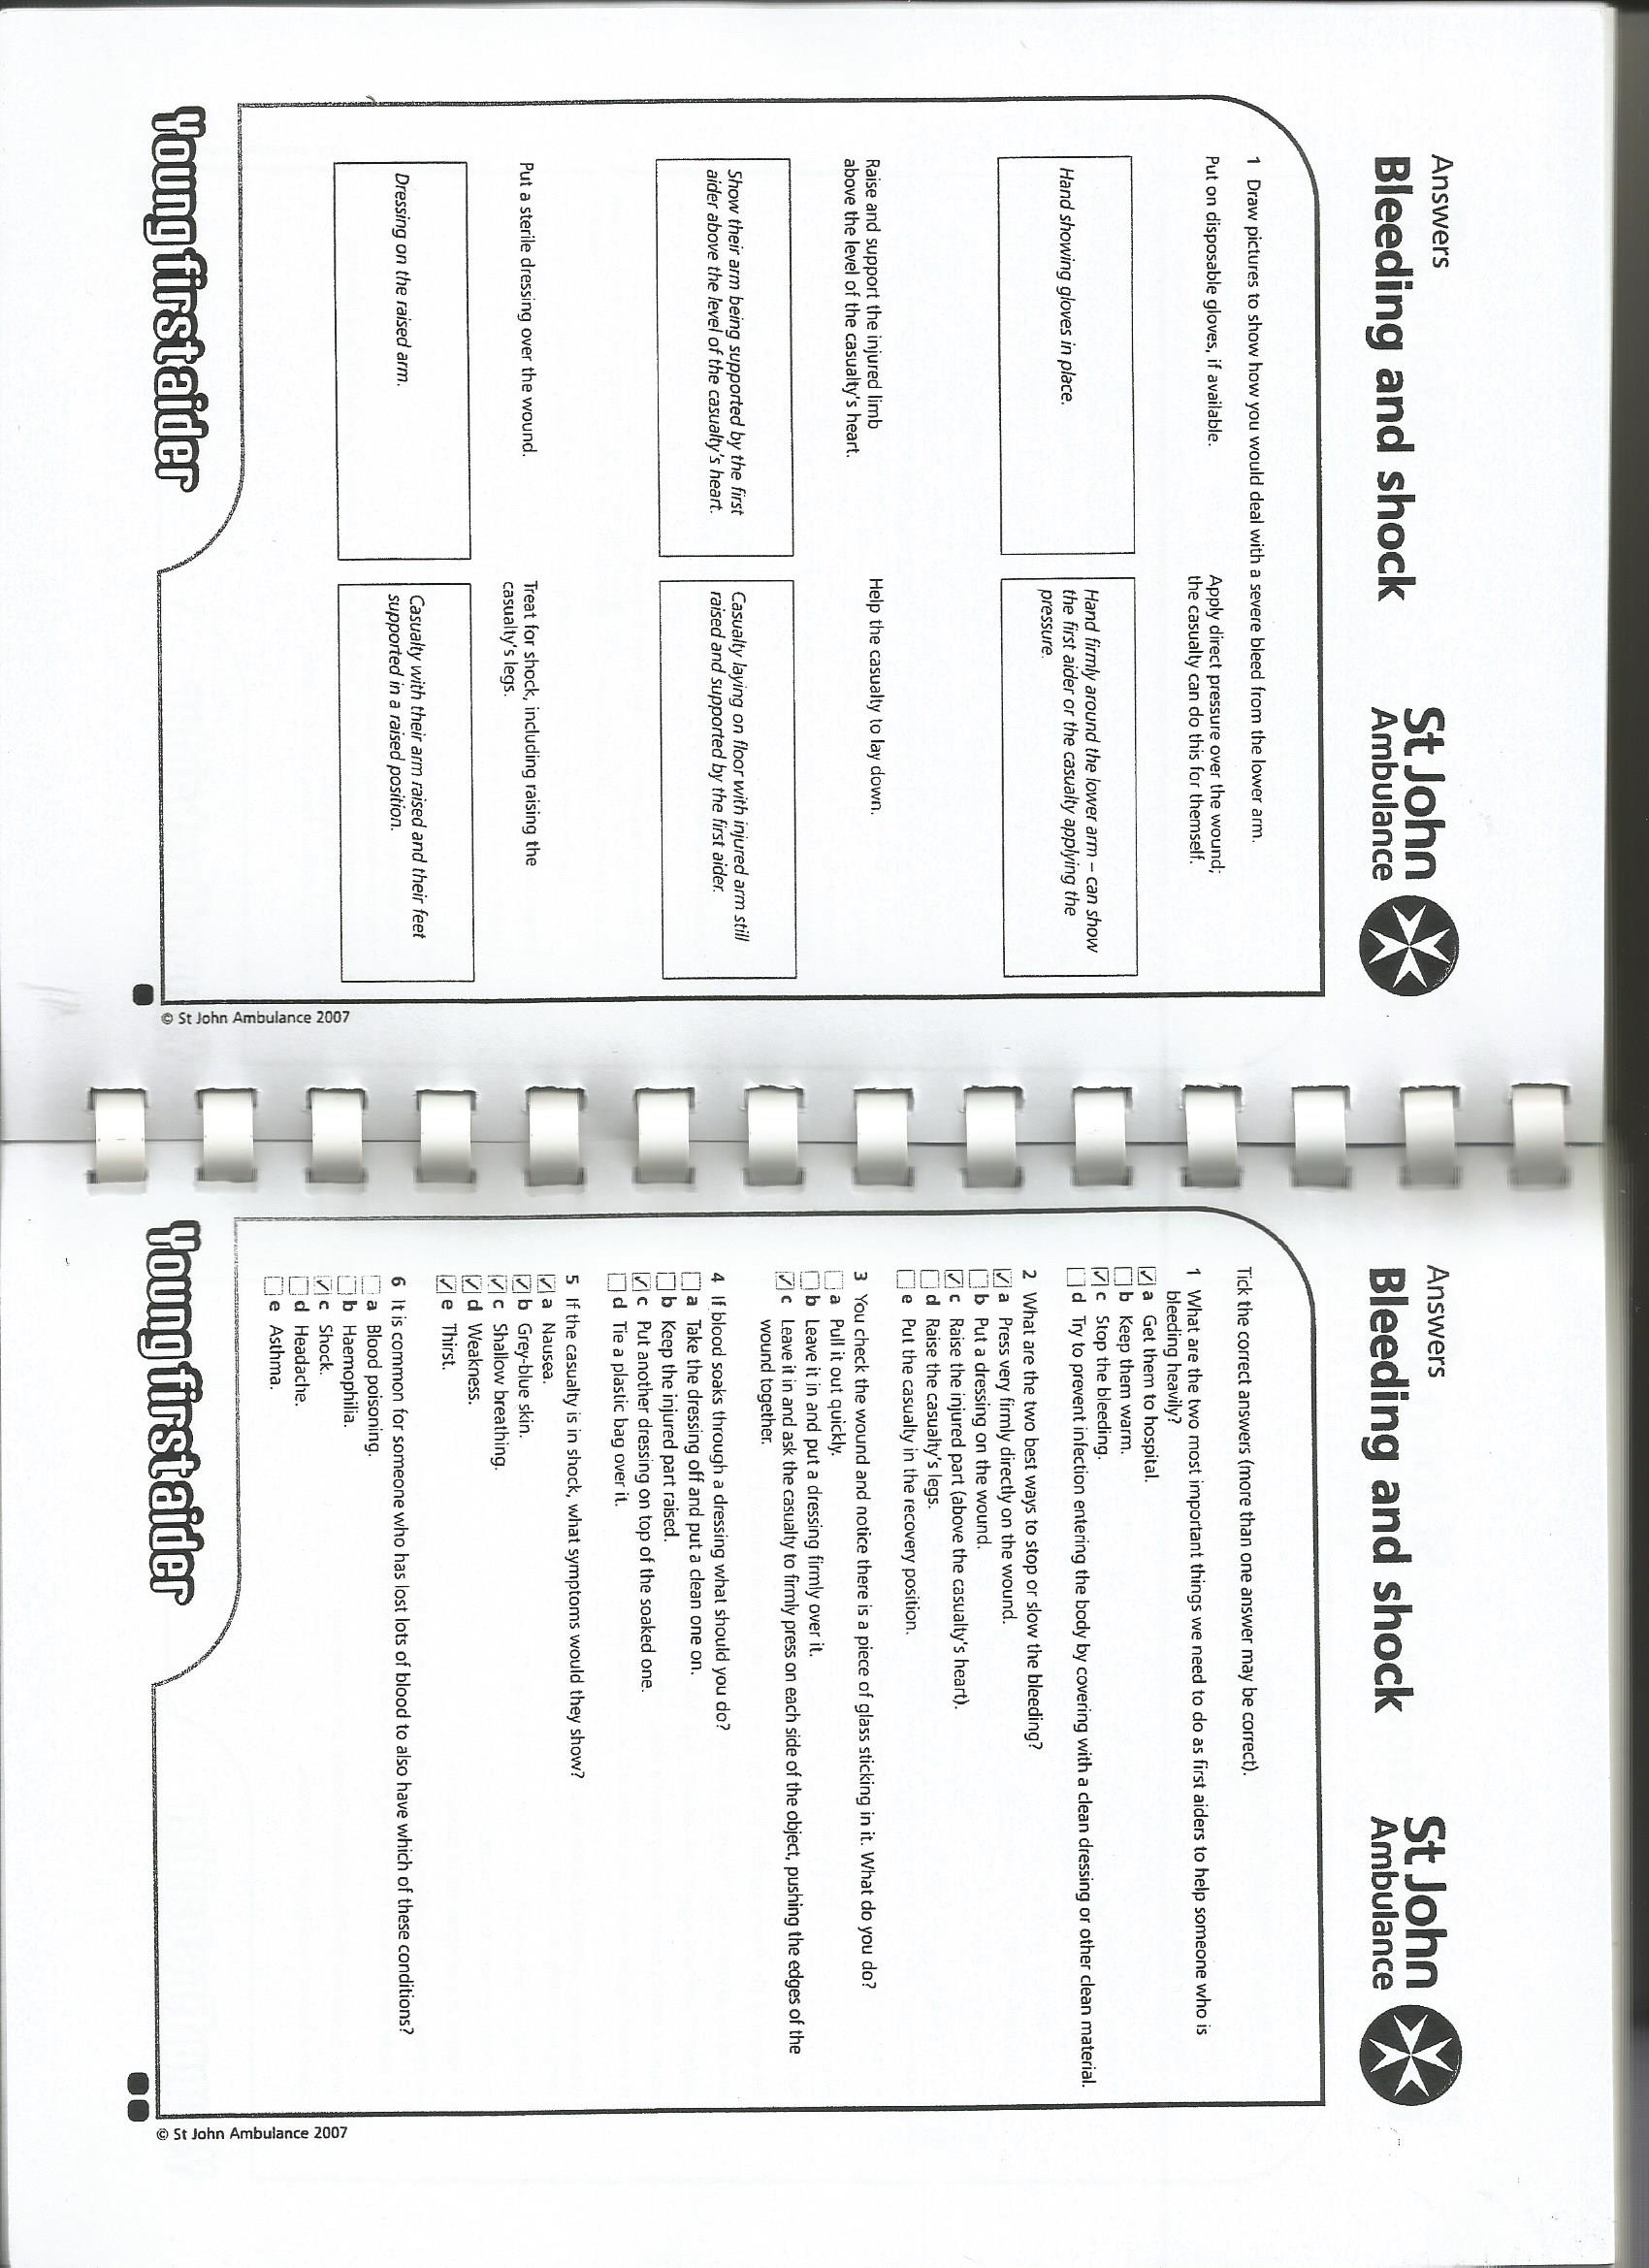 Answers
Bleeding and shock
St John
Ambulance
1 Draw pictures to show how you would deal with a severe bleed from the lower arm.
Put on disposable gloves, if available.
Hand showing gloves in place.
Apply direct pressure over the wound;
the casualty can do this for themself.
Hand firmly around the lower arm – can show
the first aider or the casualty applying the
pressure.
Raise and support the injured limb
above the level of the casualty's heart.
Show their arm being supported by the first
aider above the level of the casualty's heart.
Help the casualty to lay down.
Casualty laying on floor with injured arm still
raised and supported by the first aider.
Put a sterile dressing over the wound.
Dressing on the raised arm.
Treat for shock, including raising the
casualty's legs.
Casualty with their arm raised and their feet
supported in a raised position.
Young first aider
© St John Ambulance 2007
Answers
Bleeding and shock
St John
Ambulance
Tick the correct answers (more than one answer may be correct).
1 What are the two most important things we need to do as first aiders to help someone who is
bleeding heavily?
a Get them to hospital.
b Keep them warm.
c Stop the bleeding.
d Try to prevent infection entering the body by covering with a clean dressing or other clean material.
2 What are the two best ways to stop or slow the bleeding?
a Press very firmly directly on the wound.
b Put a dressing on the wound.
c Raise the injured part (above the casualty's heart).
d Raise the casualty's legs.
e Put the casualty in the recovery position.
3 You check the wound and notice there is a piece of glass sticking in it. What do you do?
a Pull it out quickly.
b Leave it in and put a dressing firmly over it.
c Leave it in and ask the casualty to firmly press on each side of the object, pushing the edges of the
wound together.
4 If blood soaks through a dressing what should you do?
a Take the dressing off and put a clean one on.
b Keep the injured part raised.
c Put another dressing on top of the soaked one.
d Tie a plastic bag over it.
5 If the casualty is in shock, what symptoms would they show?
a Nausea.
b Grey-blue skin.
c Shallow breathing.
d Weakness.
e Thirst.
6 It is common for someone who has lost lots of blood to also have which of these conditions?
a Blood poisoning.
b Haemophilia.
c Shock.
d Headache.
e Asthma.
Young first aider
© St John Ambulance 2007